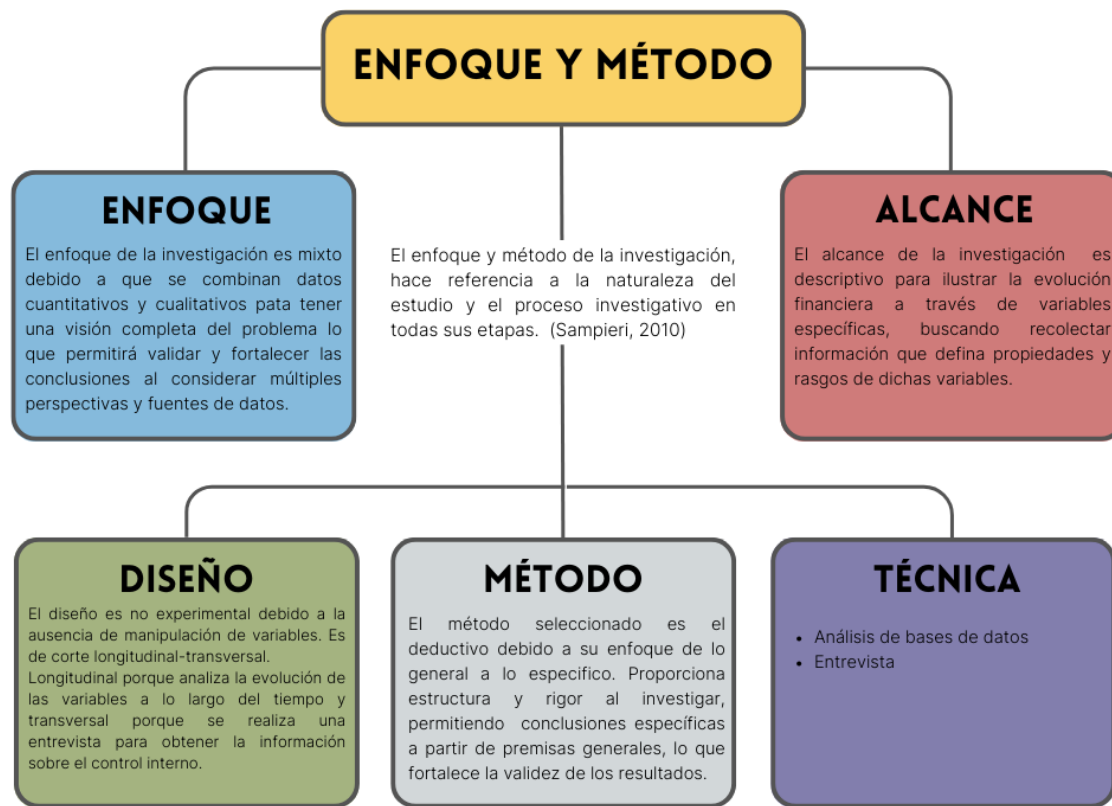 ENFOQUE Y MÉTODO
ENFOQUE
El enfoque de la investigación es mixto
debido a que se combinan datos
cuantitativos y cualitativos pata tener
una visión completa del problema lo
que permitirá validar y fortalecer las
conclusiones al considerar múltiples
perspectivas y fuentes de datos.
El enfoque y método de la investigación,
hace referencia a la naturaleza del
estudio y el proceso investigativo en
todas sus etapas. (Sampieri, 2010)
ALCANCE
El alcance de la investigación es
descriptivo para ilustrar la evolución
financiera a través de variables
específicas, buscando recolectar
información que defina propiedades y
rasgos de dichas variables.
DISEÑO
El diseño es no experimental debido a la
ausencia de manipulación de variables. Es
de corte longitudinal-transversal.
Longitudinal porque analiza la evolución de
las variables a lo largo del tiempo y
transversal porque se realiza una
entrevista para obtener la información
sobre el control interno.
MÉTODO
El método seleccionado es el
deductivo debido a su enfoque de lo
general a lo especifico. Proporciona
estructura y rigor al investigar,
permitiendo conclusiones específicas
a partir de premisas generales, lo que
fortalece la validez de los resultados.
TÉCNICA
• Análisis de bases de datos
• Entrevista